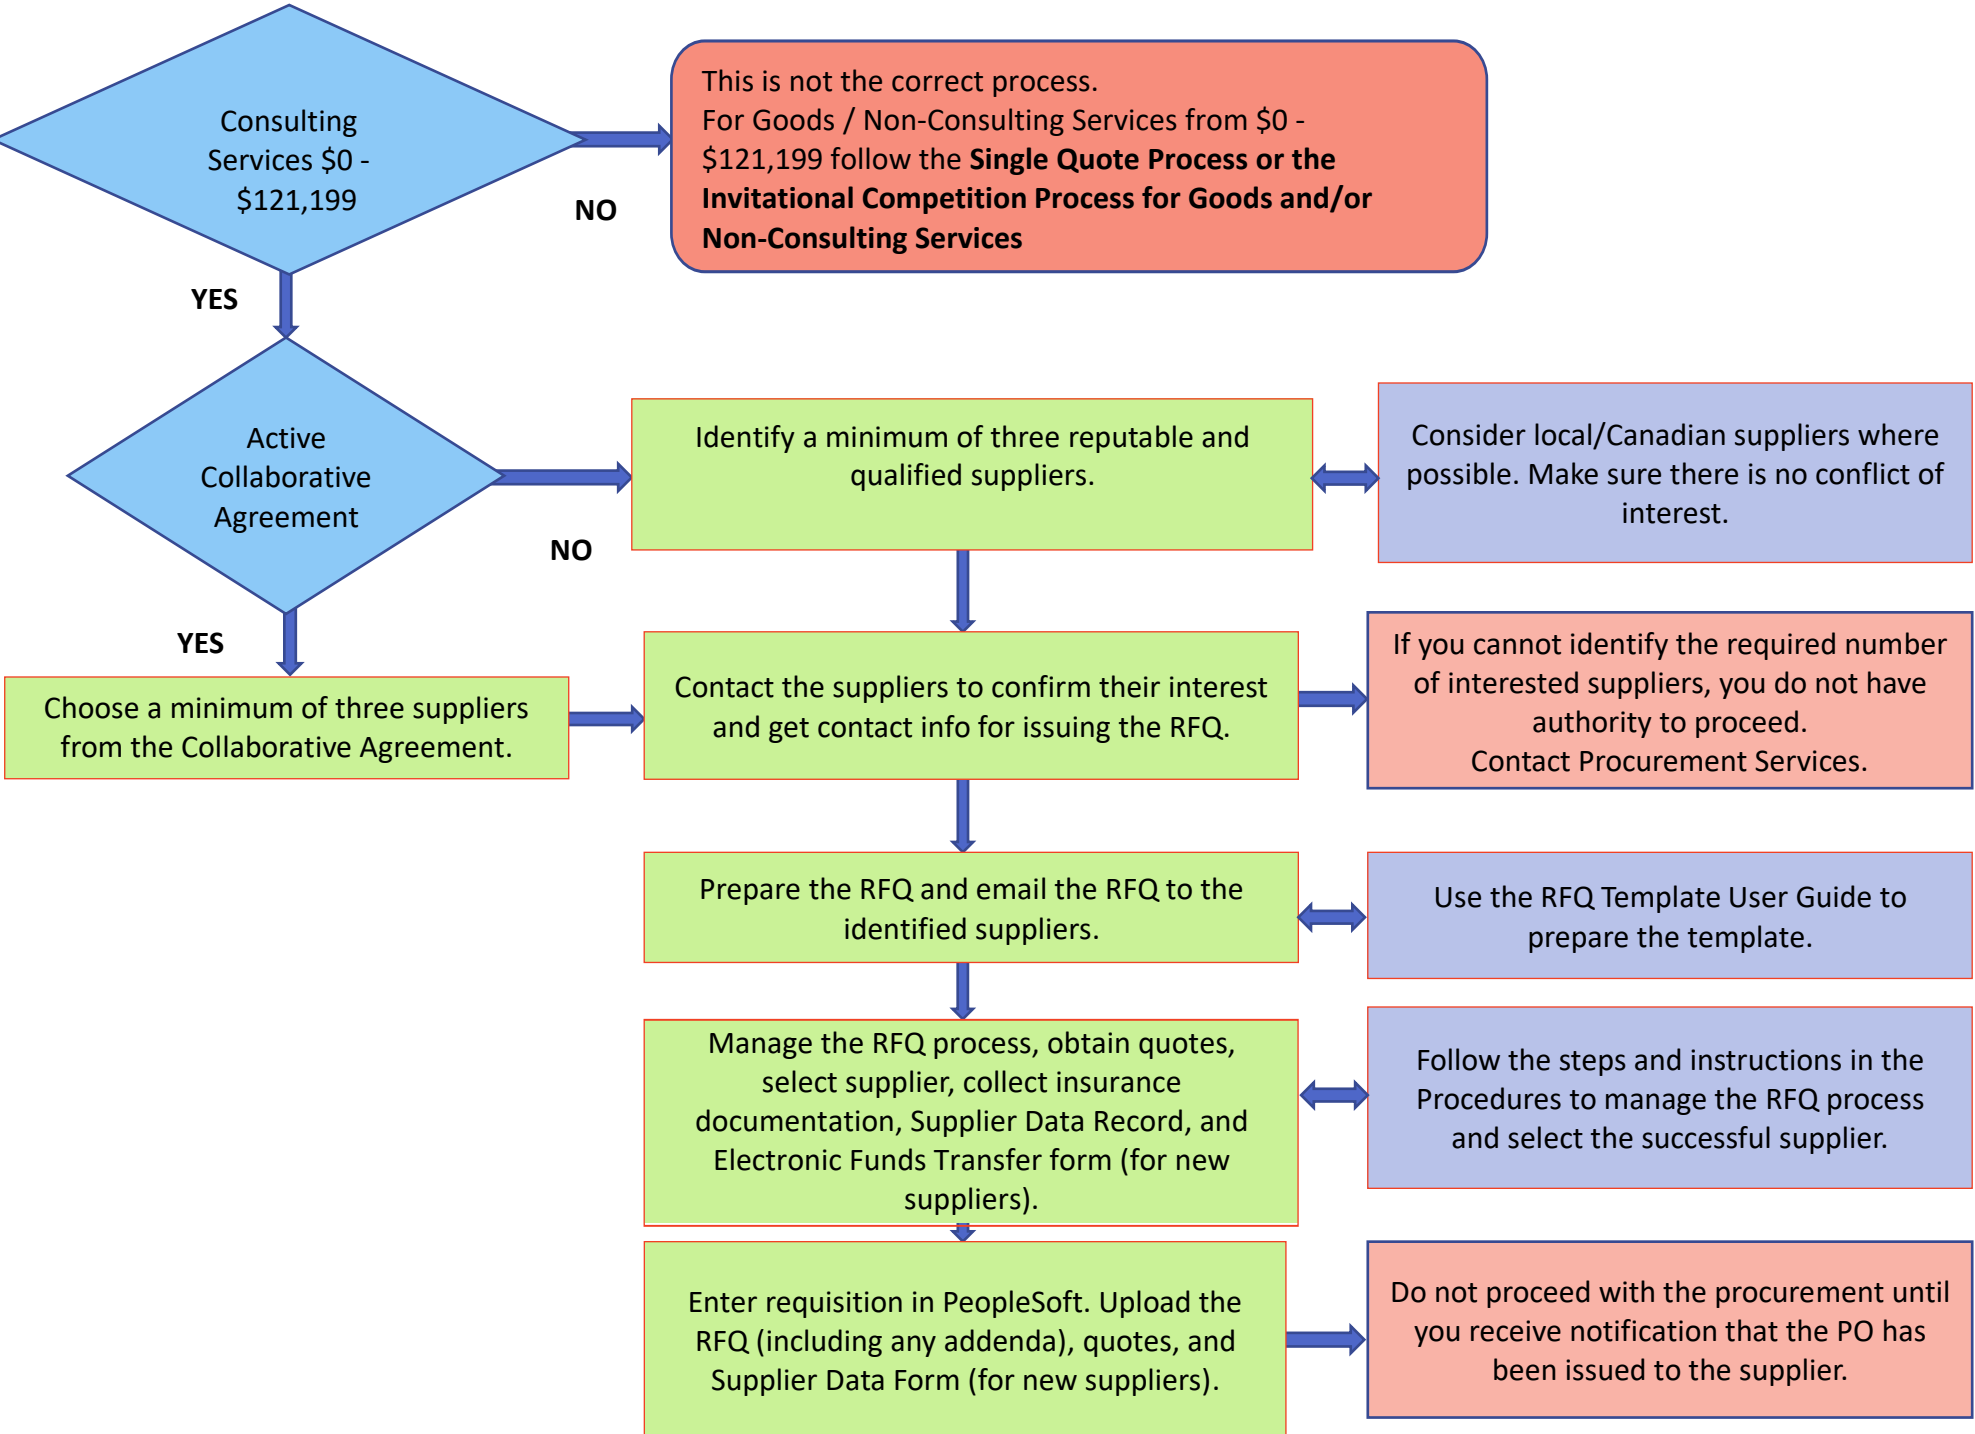 Consulting
Services $0 -
$121,199
NO
YES
This is not the correct process.
For Goods / Non-Consulting Services from $0 -
$121,199 follow the Single Quote Process or the
Invitational Competition Process for Goods and/or
Non-Consulting Services
Active
Collaborative
Agreement
NO
YES
Identify a minimum of three reputable and
qualified suppliers.
Consider local/Canadian suppliers where
possible. Make sure there is no conflict of
interest.
Choose a minimum of three suppliers
from the Collaborative Agreement.
Contact the suppliers to confirm their interest
and get contact info for issuing the RFQ.
If you cannot identify the required number
of interested suppliers, you do not have
authority to proceed.
Contact Procurement Services.
Prepare the RFQ and email the RFQ to the
identified suppliers.
Use the RFQ Template User Guide to
prepare the template.
Manage the RFQ process, obtain quotes,
select supplier, collect insurance
documentation, Supplier Data Record, and
Electronic Funds Transfer form (for new
suppliers).
Follow the steps and instructions in the
Procedures to manage the RFQ process
and select the successful supplier.
Enter requisition in PeopleSoft. Upload the
RFQ (including any addenda), quotes, and
Supplier Data Form (for new suppliers).
Do not proceed with the procurement until
you receive notification that the PO has
been issued to the supplier.